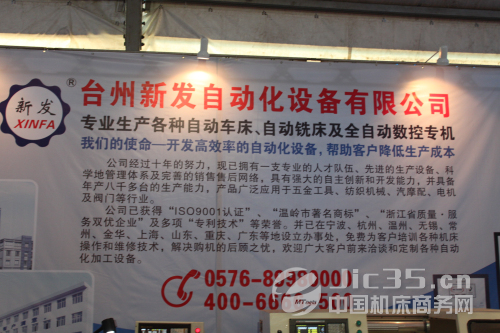 新发
XINFA
®
台州新发自动化设备有限公司
专业生产各种自动车床、自动铣床及全自动数控专机
我们的使命—开发高效率的自动化设备，帮助客户降低生产成本
公司经过十年的努力，现已拥有一支专业的人才队伍、先进的生产设备、科
学地管理体系及完善的销售售后网络，具有强大的自主创新和开发能力，并具备
年产八千多台的生产能力，产品广泛应用于五金工具、纺织机械、汽摩配、电机
及阀门等行业。
公司已获得“ISO9001认证”、“温岭市著名商标”、“浙江省质量·服
务双优企业”及多项“专利技术”等荣誉。并已在宁波、杭州、温州、无锡、常
州、金华、上海、山东、重庆、广东等地设立办事处，免费为客户培训各种机床
操作和维修技术，解决购机的后顾之忧，欢迎广大客户前来洽谈和定制各种自动
化加工设备。
0576-
400-
Jic35.cn
中国机床商务网